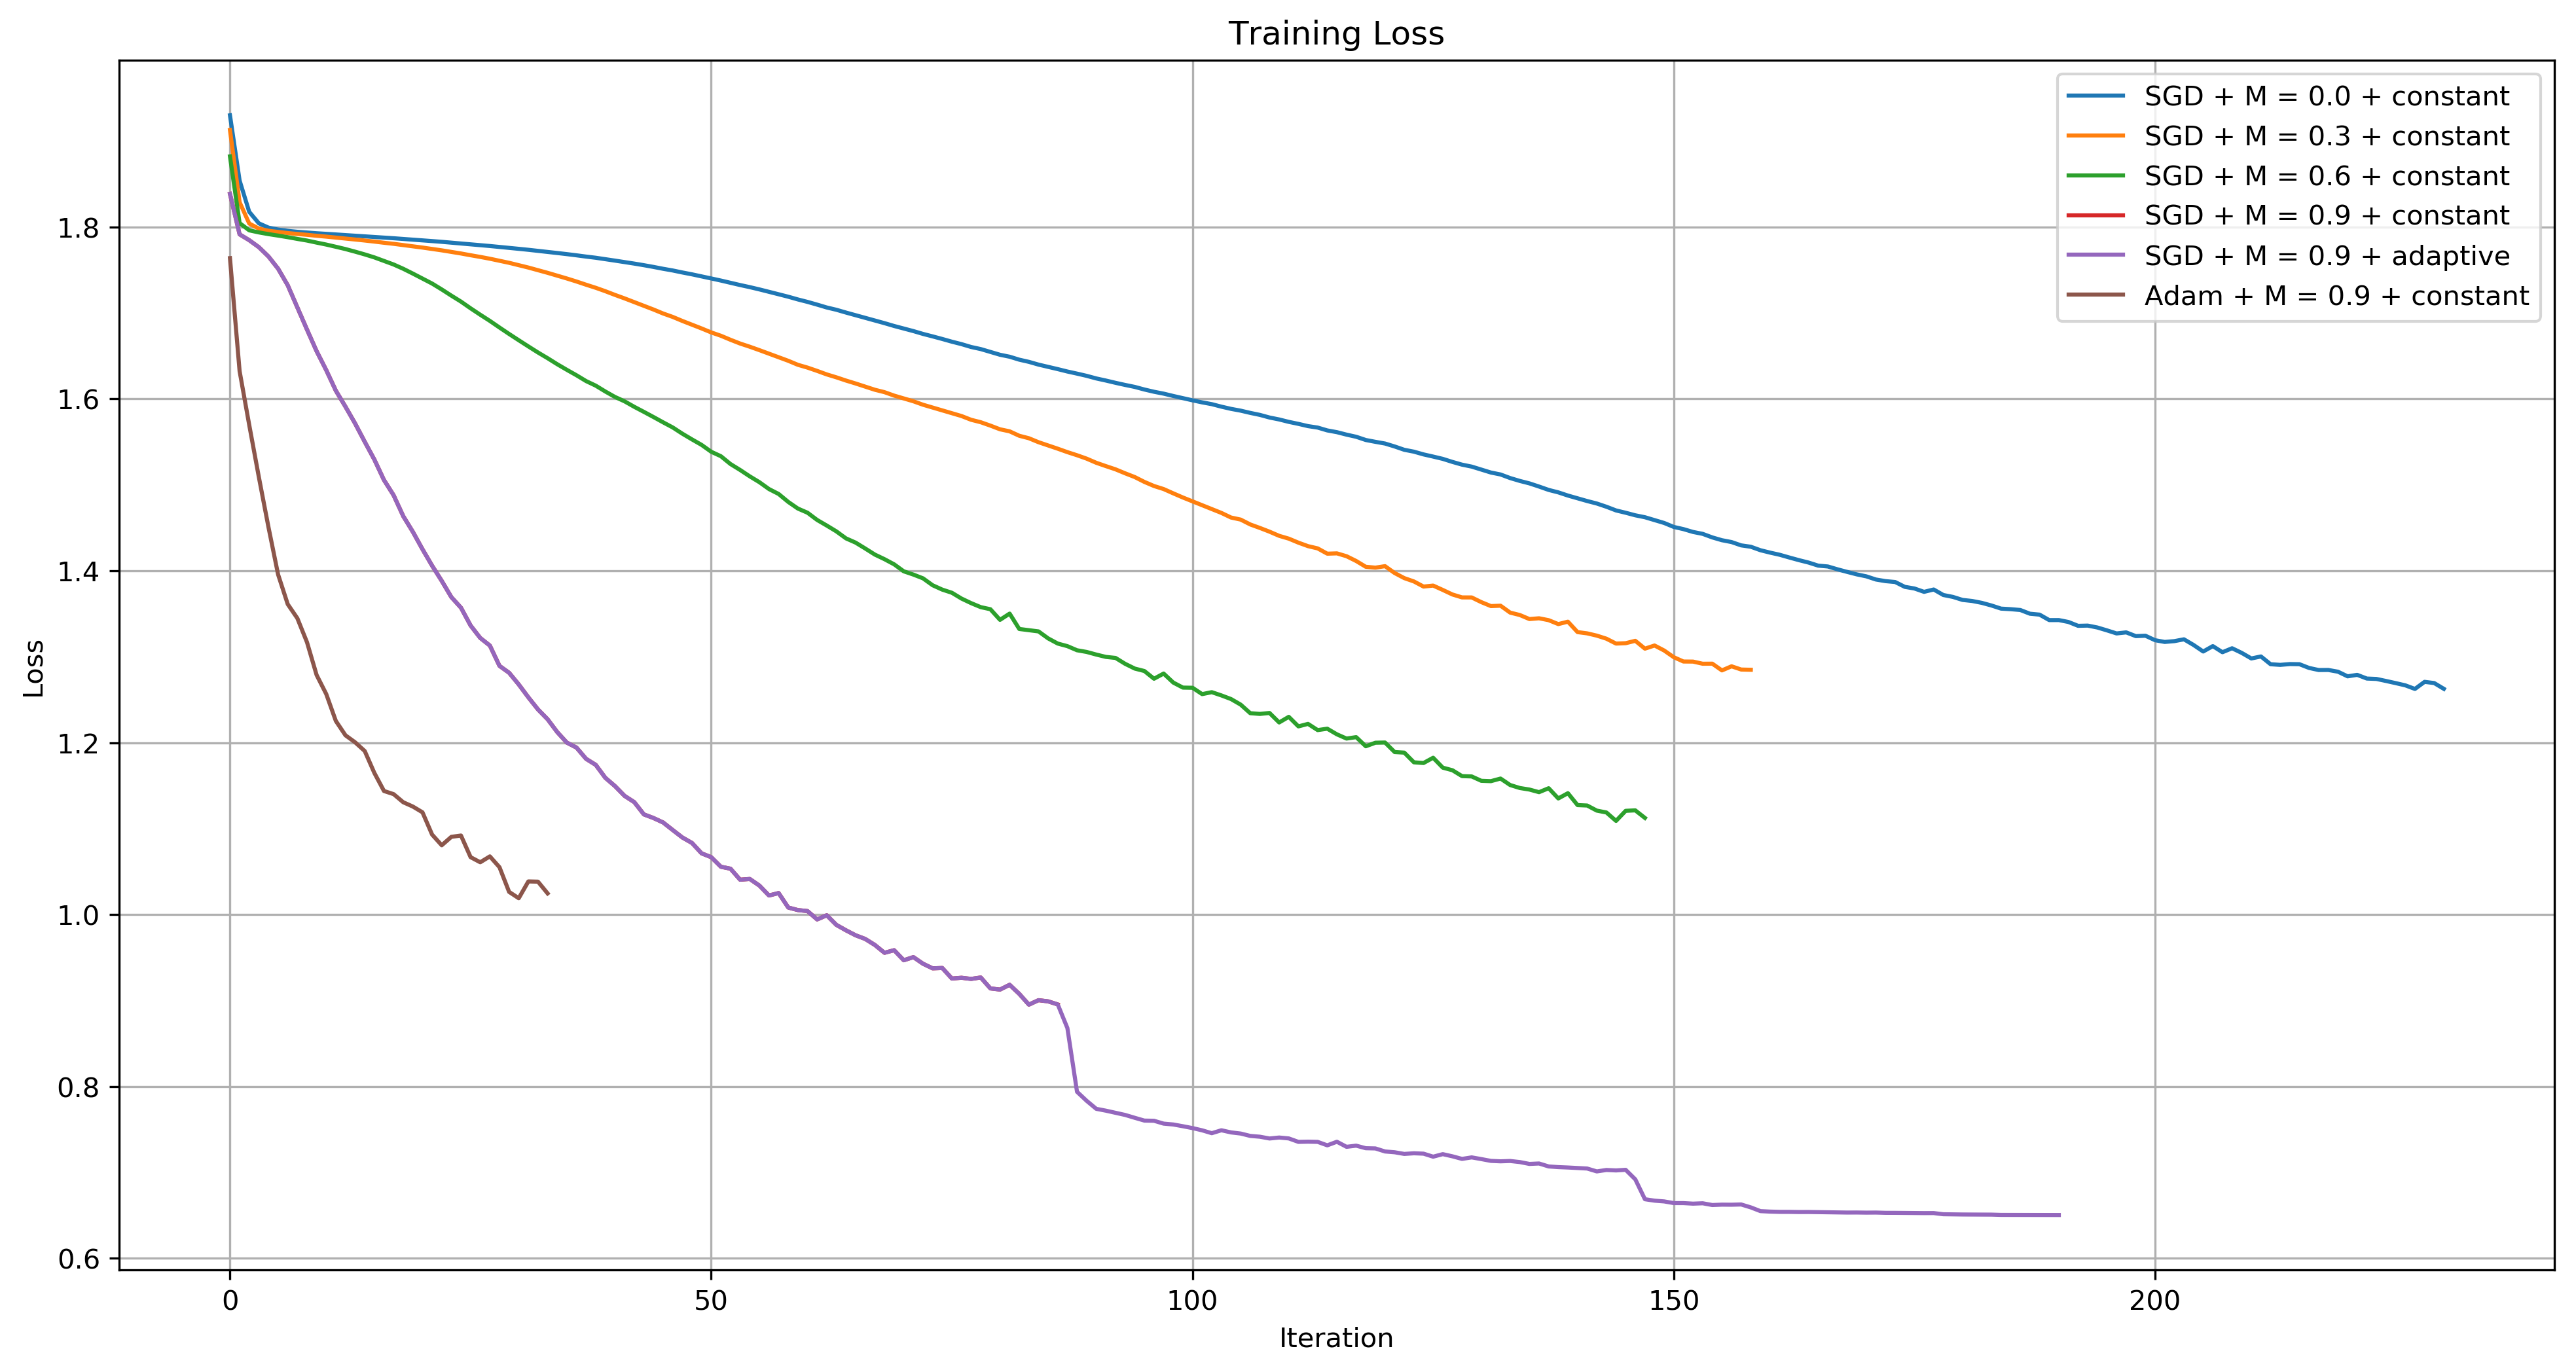 Training Loss
SGD + M = 0.0 + constant
SGD + M = 0.3 + constant
SGD + M = 0.6 + constant
SGD + M = 0.9 + constant
SGD + M = 0.9 + adaptive
Adam + M = 0.9 + constant
1.8
1.6
1.4
1.2
1.0
0.8
0.6
Loss
0 50 100 150 200
Iteration